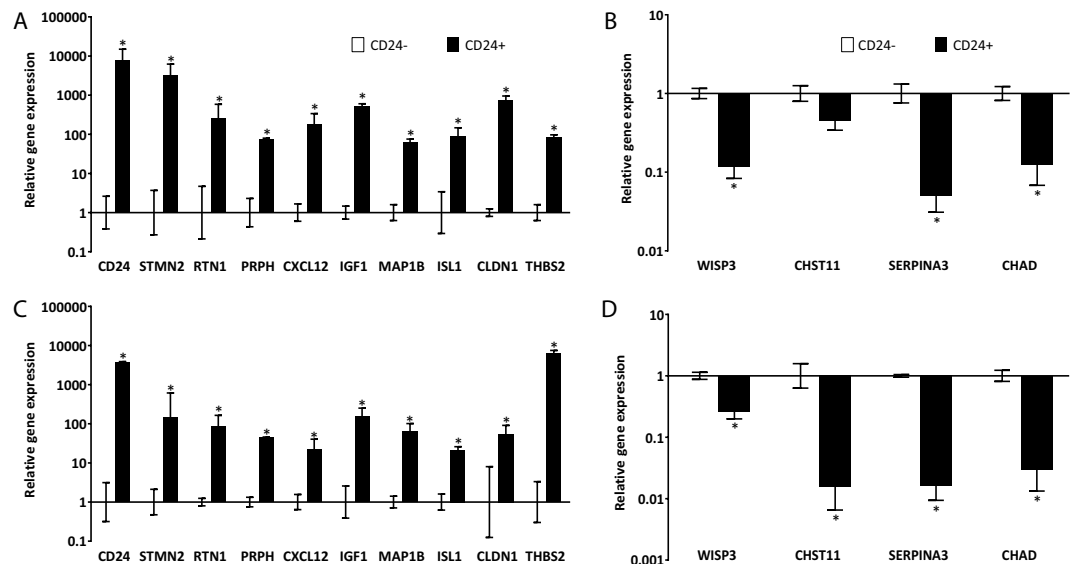 A
Relative gene expression
100000
10000
1000
100
10
1
0.1
CD24- CD24+
* * * * * * * * * *
CD24 STMN2 RTN1 PRPH CXCL12 IGF1 MAP1B ISL1 CLDN1 THBS2
B
Relative gene expression
10
1
0.1
0.01
CD24- CD24+
* * *
WISP3 CHST11 SERPINA3 CHAD
C
Relative gene expression
100000
10000
1000
100
10
1
0.1
* * * * * * * * * *
CD24 STMN2 RTN1 PRPH CXCL12 IGF1 MAP1B ISL1 CLDN1 THBS2
D
Relative gene expression
10
1
0.1
0.01
0.001
* * * *
WISP3 CHST11 SERPINA3 CHAD